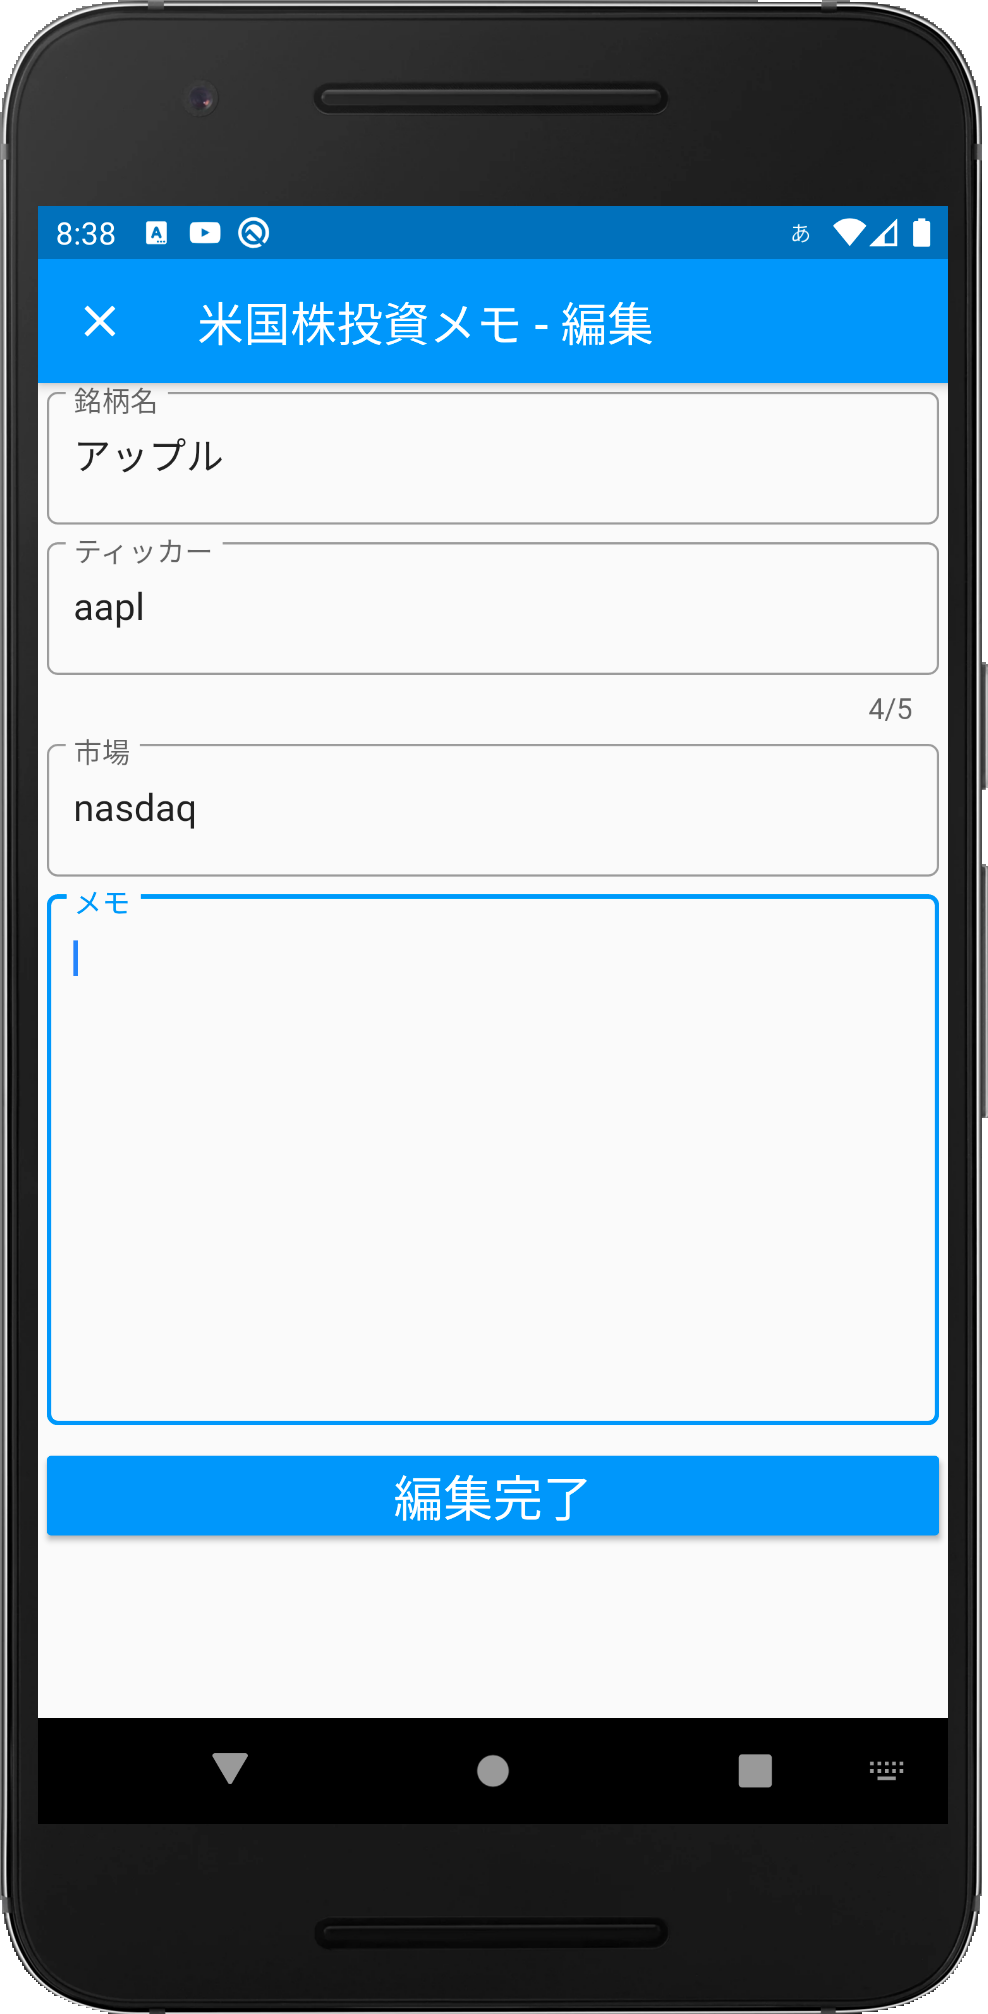 8:38
あ
米国株投資メモ - 編集
銘柄名
アップル
ティッカー
aapl
4/5
市場
nasdaq
メモ
編集完了